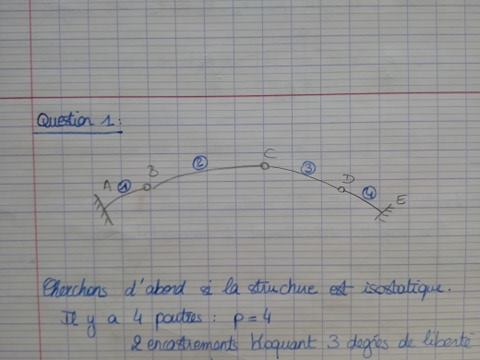 Question 1:
C
B
2
3
A
1
D
4
E
Cherchons d'abord si la structure est isostatique.
Il y a 4 poutres : p = 4
2 encastrements bloquant 3 degrés de liberté